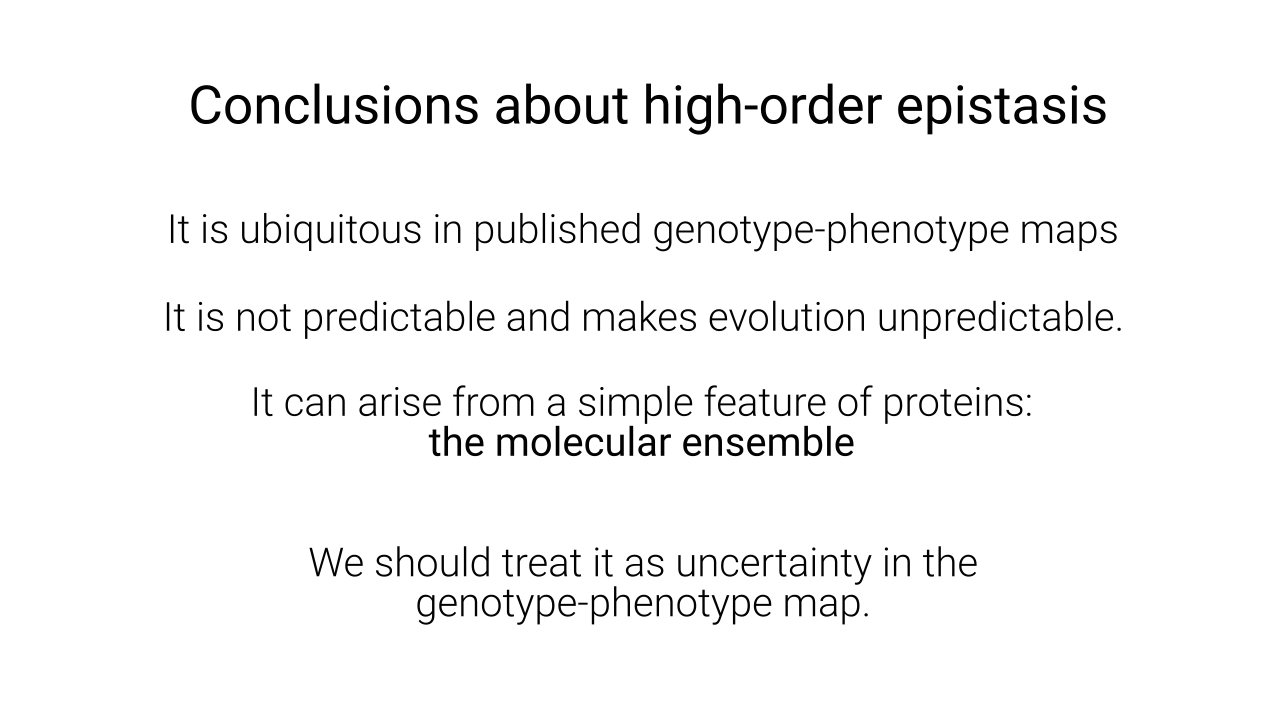 Conclusions about high-order epistasis
It is ubiquitous in published genotype-phenotype maps
It is not predictable and makes evolution unpredictable.
It can arise from a simple feature of proteins:
the molecular ensemble
We should treat it as uncertainty in the
genotype-phenotype map.